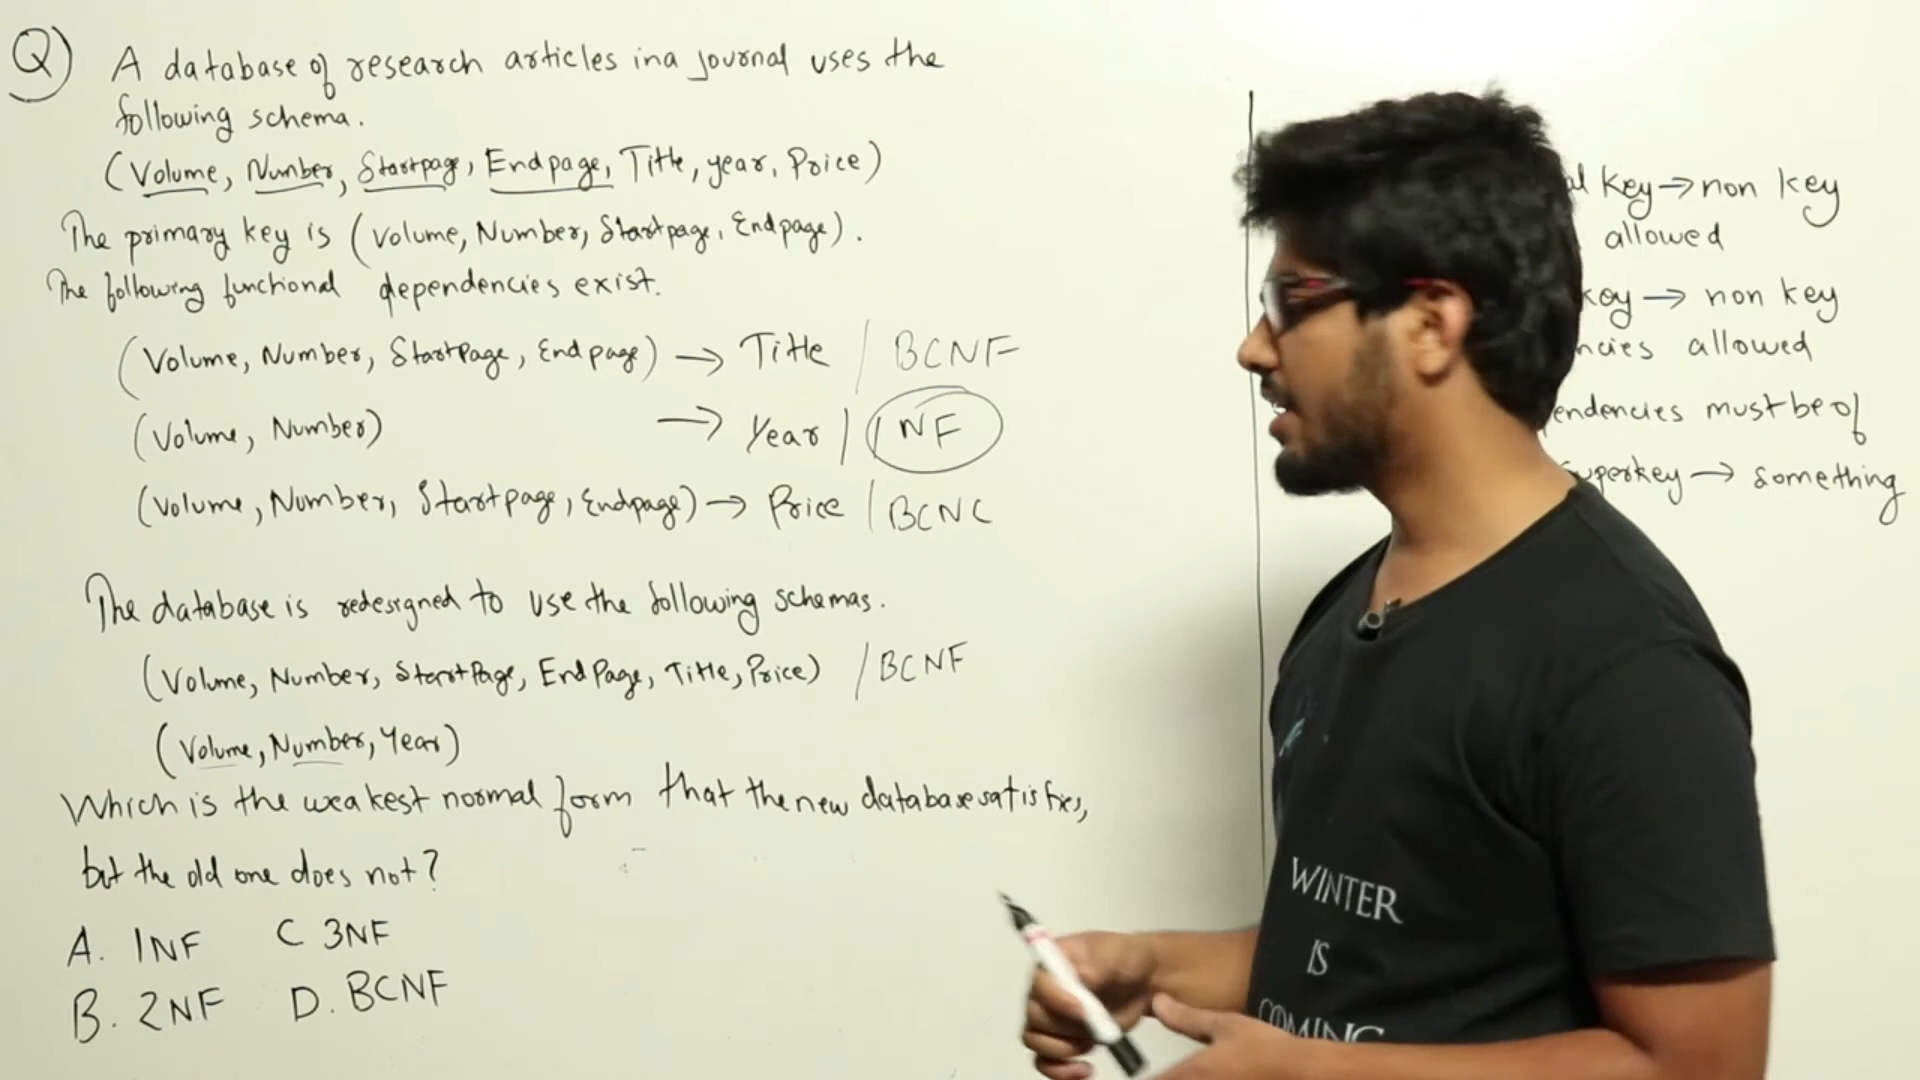 Q) A database of research articles in a journal uses the
following schema.
(Volume, Number, Startpage, Endpage, Title, year, Price)
The primary key is (Volume, Number, Startpage, Endpage).
The following functional dependencies exist.
(Volume, Number, StartPage, Endpage) → Title / BCNF
(Volume, Number) → Year / 1NF
(Volume, Number, Startpage, Endpage) → Price / BCNC
The database is redesigned to use the following schemas.
(Volume, Number, StartPage, EndPage, Title, Price) / BCNF
(Volume, Number, Year)
Which is the weakest normal form that the new database satisfies,
but the old one does not?
A. 1NF C 3NF
B. 2NF D. BCNF
al Key → non key
allowed
key → non key
ncies allowed
endencies must be of
superkey → something
WINTER
IS
COMING